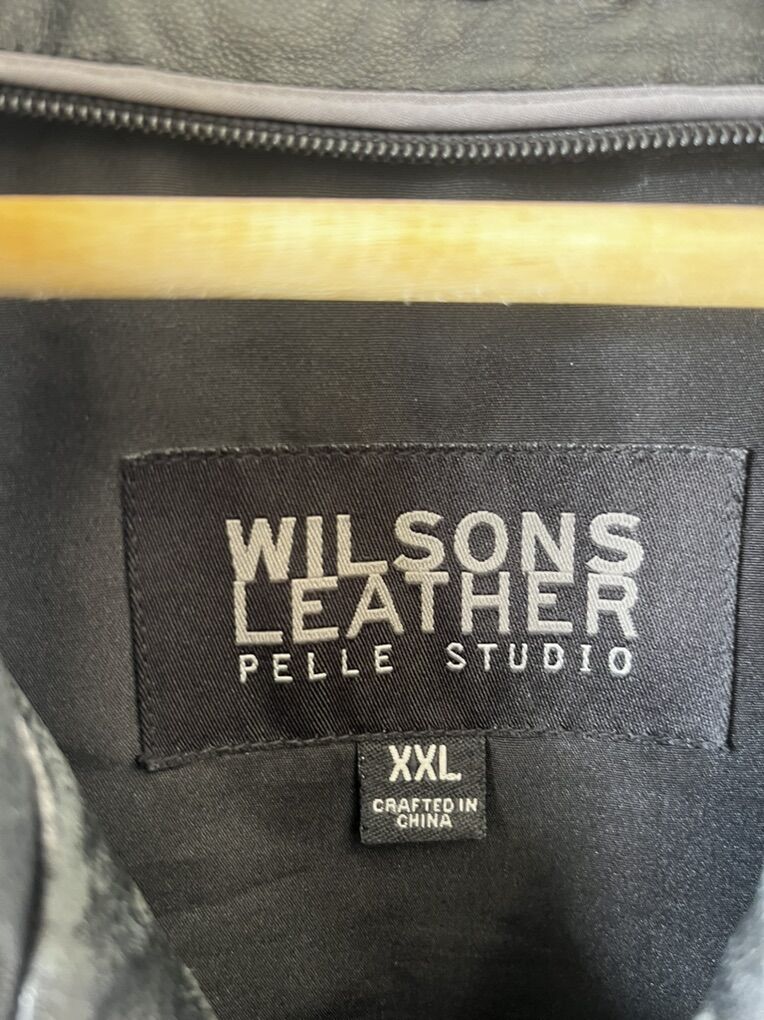 WILSONS
LEATHER
PELLE STUDIO
XXL
CRAFTED IN
CHINA